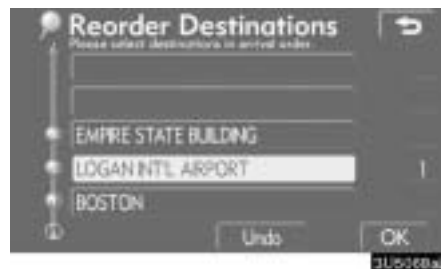 Reorder Destinations
Please select destinations in arrival order.
EMPIRE STATE BUILDING
LOGAN INT'L AIRPORT 1
BOSTON
Undo OK
3U5068a